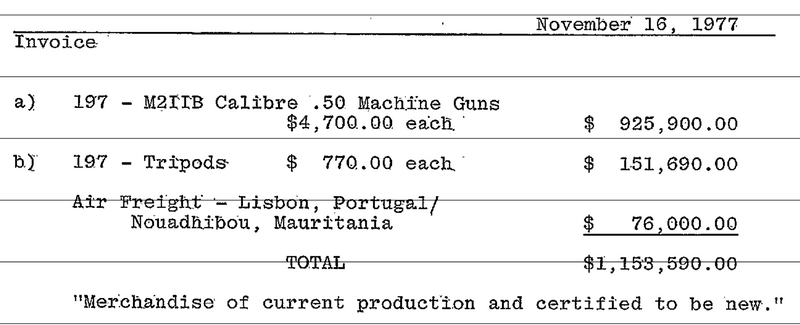 November 16, 1977
Invoice
a) 197 - M2IIB Calibre .50 Machine Guns
$4,700.00 each $ 925,900.00
b) 197 - Tripods $ 770.00 each $ 151,690.00
Air Freight - Lisbon, Portugal/
Nouadhibou, Mauritania $ 76,000.00
TOTAL $1,153,590.00
"Merchandise of current production and certified to be new."